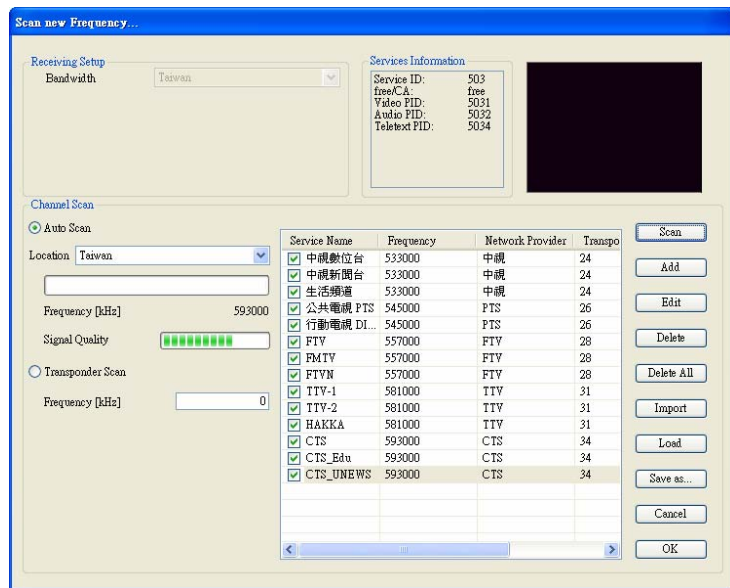 Scan new Frequency...
Receiving Setup
Bandwidth
Taiwan
Services Information
Service ID: 503
free/CA: free
Video PID: 5031
Audio PID: 5032
Teletext PID: 5034
Channel Scan
Auto Scan
Location Taiwan
Frequency [kHz] 593000
Signal Quality
Transponder Scan
Frequency [kHz] 0
Service Name Frequency Network Provider Transpo
中視數位台 533000 中視 24
中視新聞台 533000 中視 24
生活頻道 533000 中視 24
公共電視 PTS 545000 PTS 26
行動電視 DI... 545000 PTS 26
FTV 557000 FTV 28
FMTV 557000 FTV 28
FTVN 557000 FTV 28
TTV-1 581000 TTV 31
TTV-2 581000 TTV 31
HAKKA 581000 TTV 31
CTS 593000 CTS 34
CTS_Edu 593000 CTS 34
CTS_UNEWS 593000 CTS 34
Scan
Add
Edit
Delete
Delete All
Import
Load
Save as...
Cancel
OK